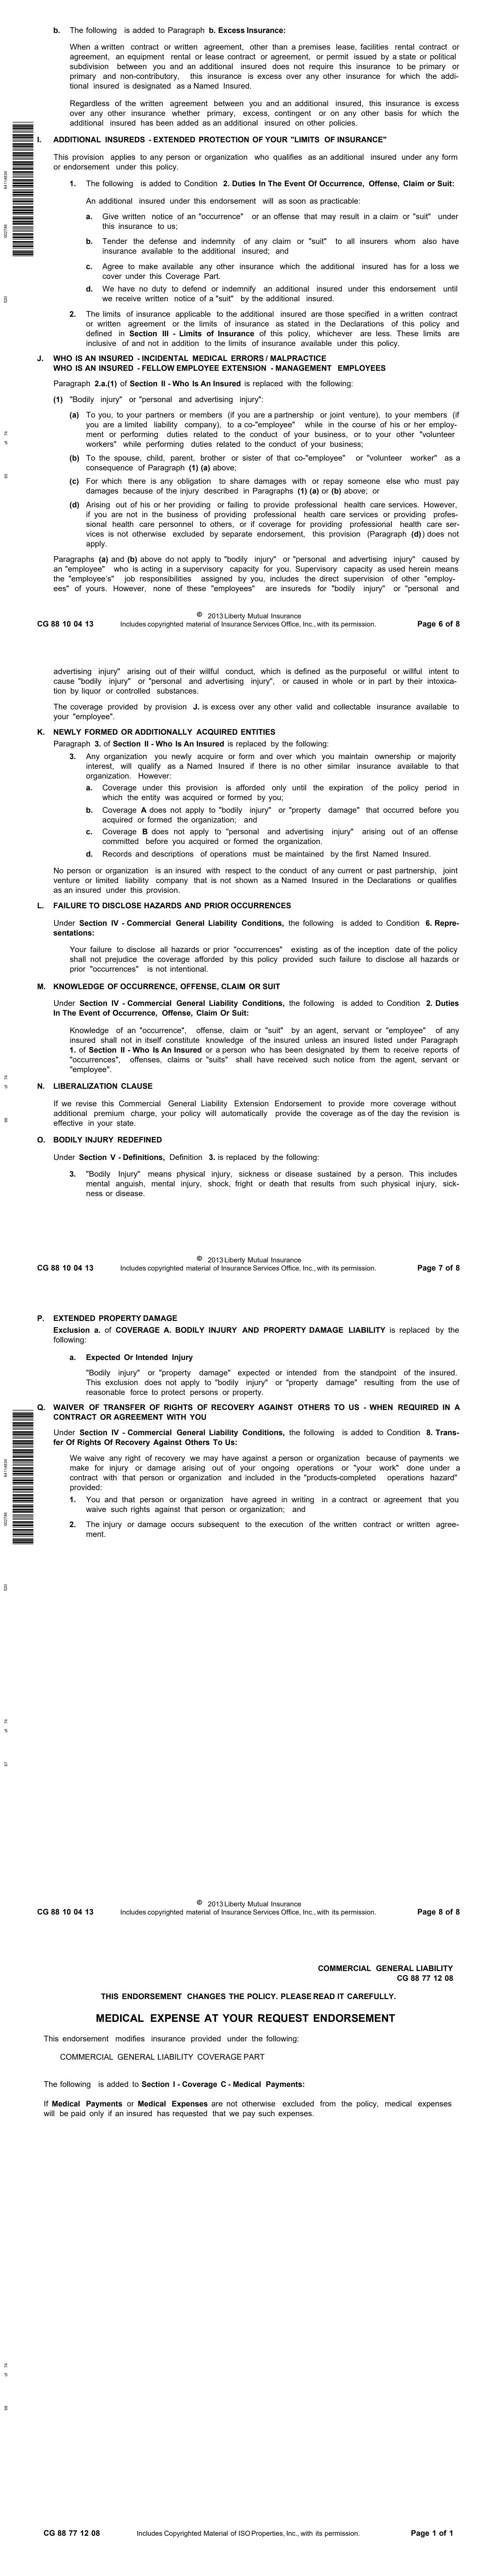 b. The following is added to Paragraph b. Excess Insurance:
When a written contract or written agreement, other than a premises lease, facilities rental contract or
agreement, an equipment rental or lease contract or agreement, or permit issued by a state or political
subdivision between you and an additional insured does not require this insurance to be primary or
primary and non-contributory, this insurance is excess over any other insurance for which the addi-
tional insured is designated as a Named Insured.
Regardless of the written agreement between you and an additional insured, this insurance is excess
over any other insurance whether primary, excess, contingent or on any other basis for which the
additional insured has been added as an additional insured on other policies.
I. ADDITIONAL INSUREDS - EXTENDED PROTECTION OF YOUR "LIMITS OF INSURANCE"
This provision applies to any person or organization who qualifies as an additional insured under any form
or endorsement under this policy.
1. The following is added to Condition 2. Duties In The Event Of Occurrence, Offense, Claim or Suit:
An additional insured under this endorsement will as soon as practicable:
a. Give written notice of an "occurrence" or an offense that may result in a claim or "suit" under
this insurance to us;
b. Tender the defense and indemnity of any claim or "suit" to all insurers whom also have
insurance available to the additional insured; and
c. Agree to make available any other insurance which the additional insured has for a loss we
cover under this Coverage Part.
d. We have no duty to defend or indemnify an additional insured under this endorsement until
we receive written notice of a "suit" by the additional insured.
2. The limits of insurance applicable to the additional insured are those specified in a written contract
or written agreement or the limits of insurance as stated in the Declarations of this policy and
defined in Section III - Limits of Insurance of this policy, whichever are less. These limits are
inclusive of and not in addition to the limits of insurance available under this policy.
J. WHO IS AN INSURED - INCIDENTAL MEDICAL ERRORS / MALPRACTICE
WHO IS AN INSURED - FELLOW EMPLOYEE EXTENSION - MANAGEMENT EMPLOYEES
Paragraph 2.a.(1) of Section II - Who Is An Insured is replaced with the following:
(1) "Bodily injury" or "personal and advertising injury":
(a) To you, to your partners or members (if you are a partnership or joint venture), to your members (if
you are a limited liability company), to a co-"employee" while in the course of his or her employ-
ment or performing duties related to the conduct of your business, or to your other "volunteer
workers" while performing duties related to the conduct of your business;
(b) To the spouse, child, parent, brother or sister of that co-"employee" or "volunteer worker" as a
consequence of Paragraph (1) (a) above;
(c) For which there is any obligation to share damages with or repay someone else who must pay
damages because of the injury described in Paragraphs (1) (a) or (b) above; or
(d) Arising out of his or her providing or failing to provide professional health care services. However,
if you are not in the business of providing professional health care services or providing profes-
sional health care personnel to others, or if coverage for providing professional health care ser-
vices is not otherwise excluded by separate endorsement, this provision (Paragraph (d)) does not
apply.
Paragraphs (a) and (b) above do not apply to "bodily injury" or "personal and advertising injury" caused by
an "employee" who is acting in a supervisory capacity for you. Supervisory capacity as used herein means
the "employee's" job responsibilities assigned by you, includes the direct supervision of other "employ-
ees" of yours. However, none of these "employees" are insureds for "bodily injury" or "personal and
© 2013 Liberty Mutual Insurance
CG 88 10 04 13 Includes copyrighted material of Insurance Services Office, Inc., with its permission. Page 6 of 8
advertising injury" arising out of their willful conduct, which is defined as the purposeful or willful intent to
cause "bodily injury" or "personal and advertising injury", or caused in whole or in part by their intoxica-
tion by liquor or controlled substances.
The coverage provided by provision J. is excess over any other valid and collectable insurance available to
your "employee".
K. NEWLY FORMED OR ADDITIONALLY ACQUIRED ENTITIES
Paragraph 3. of Section II - Who Is An Insured is replaced by the following:
3. Any organization you newly acquire or form and over which you maintain ownership or majority
interest, will qualify as a Named Insured if there is no other similar insurance available to that
organization. However:
a. Coverage under this provision is afforded only until the expiration of the policy period in
which the entity was acquired or formed by you;
b. Coverage A does not apply to "bodily injury" or "property damage" that occurred before you
acquired or formed the organization; and
c. Coverage B does not apply to "personal and advertising injury" arising out of an offense
committed before you acquired or formed the organization.
d. Records and descriptions of operations must be maintained by the first Named Insured.
No person or organization is an insured with respect to the conduct of any current or past partnership, joint
venture or limited liability company that is not shown as a Named Insured in the Declarations or qualifies
as an insured under this provision.
L. FAILURE TO DISCLOSE HAZARDS AND PRIOR OCCURRENCES
Under Section IV - Commercial General Liability Conditions, the following is added to Condition 6. Repre-
sentations:
Your failure to disclose all hazards or prior "occurrences" existing as of the inception date of the policy
shall not prejudice the coverage afforded by this policy provided such failure to disclose all hazards or
prior "occurrences" is not intentional.
M. KNOWLEDGE OF OCCURRENCE, OFFENSE, CLAIM OR SUIT
Under Section IV - Commercial General Liability Conditions, the following is added to Condition 2. Duties
In The Event of Occurrence, Offense, Claim Or Suit:
Knowledge of an "occurrence", offense, claim or "suit" by an agent, servant or "employee" of any
insured shall not in itself constitute knowledge of the insured unless an insured listed under Paragraph
1. of Section II - Who Is An Insured or a person who has been designated by them to receive reports of
"occurrences", offenses, claims or "suits" shall have received such notice from the agent, servant or
"employee".
N. LIBERALIZATION CLAUSE
If we revise this Commercial General Liability Extension Endorsement to provide more coverage without
additional premium charge, your policy will automatically provide the coverage as of the day the revision is
effective in your state.
O. BODILY INJURY REDEFINED
Under Section V - Definitions, Definition 3. is replaced by the following:
3. "Bodily Injury" means physical injury, sickness or disease sustained by a person. This includes
mental anguish, mental injury, shock, fright or death that results from such physical injury, sick-
ness or disease.
© 2013 Liberty Mutual Insurance
CG 88 10 04 13 Includes copyrighted material of Insurance Services Office, Inc., with its permission. Page 7 of 8
P. EXTENDED PROPERTY DAMAGE
Exclusion a. of COVERAGE A. BODILY INJURY AND PROPERTY DAMAGE LIABILITY is replaced by the
following:
a. Expected Or Intended Injury
"Bodily injury" or "property damage" expected or intended from the standpoint of the insured.
This exclusion does not apply to "bodily injury" or "property damage" resulting from the use of
reasonable force to protect persons or property.
Q. WAIVER OF TRANSFER OF RIGHTS OF RECOVERY AGAINST OTHERS TO US - WHEN REQUIRED IN A
CONTRACT OR AGREEMENT WITH YOU
Under Section IV - Commercial General Liability Conditions, the following is added to Condition 8. Trans-
fer Of Rights Of Recovery Against Others To Us:
We waive any right of recovery we may have against a person or organization because of payments we
make for injury or damage arising out of your ongoing operations or "your work" done under a
contract with that person or organization and included in the "products-completed operations hazard"
provided:
1. You and that person or organization have agreed in writing in a contract or agreement that you
waive such rights against that person or organization; and
2. The injury or damage occurs subsequent to the execution of the written contract or written agree-
ment.
© 2013 Liberty Mutual Insurance
CG 88 10 04 13 Includes copyrighted material of Insurance Services Office, Inc., with its permission. Page 8 of 8
COMMERCIAL GENERAL LIABILITY
CG 88 77 12 08
THIS ENDORSEMENT CHANGES THE POLICY. PLEASE READ IT CAREFULLY.
MEDICAL EXPENSE AT YOUR REQUEST ENDORSEMENT
This endorsement modifies insurance provided under the following:
COMMERCIAL GENERAL LIABILITY COVERAGE PART
The following is added to Section I - Coverage C - Medical Payments:
If Medical Payments or Medical Expenses are not otherwise excluded from the policy, medical expenses
will be paid only if an insured has requested that we pay such expenses.
CG 88 77 12 08 Includes Copyrighted Material of ISO Properties, Inc., with its permission. Page 1 of 1